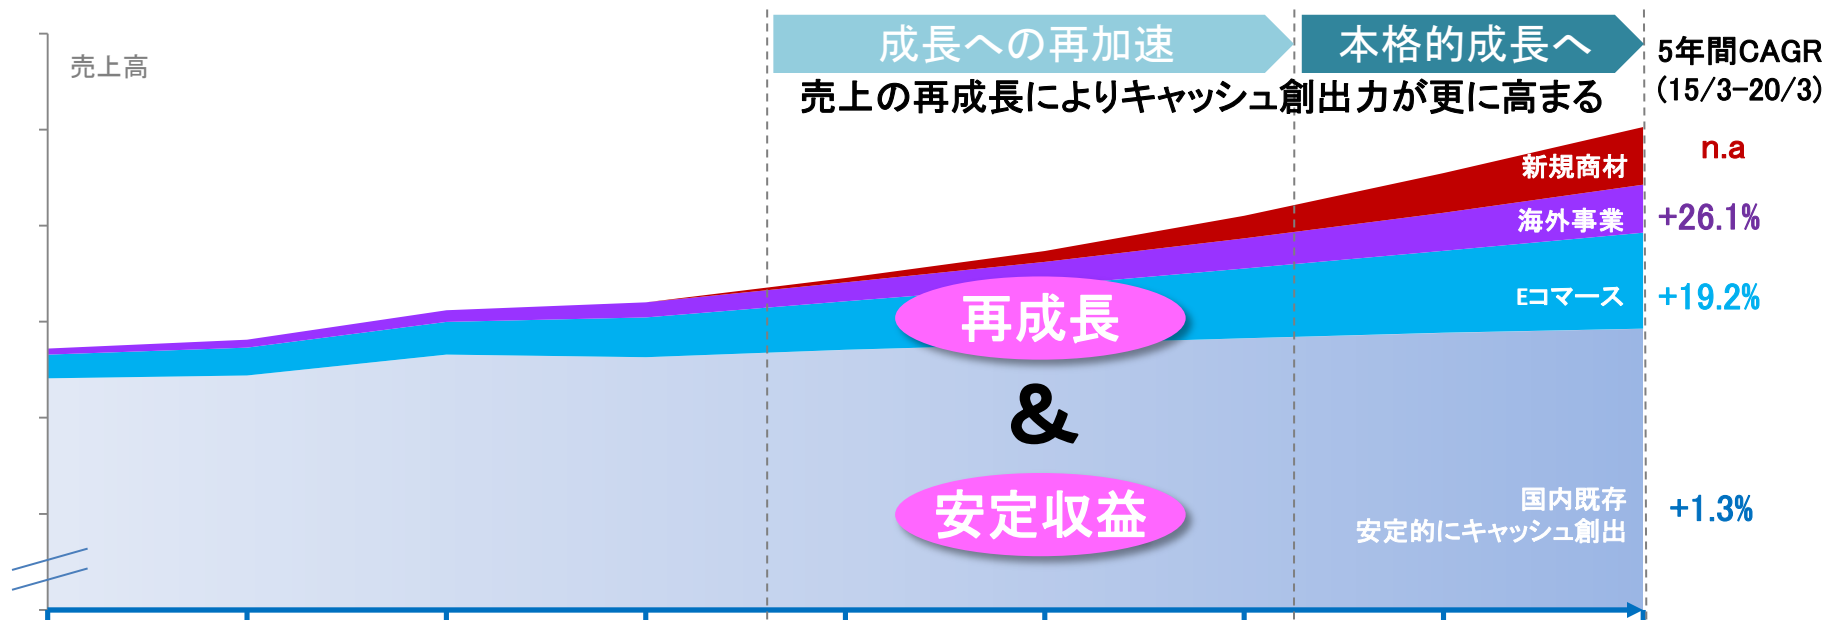 成長への再加速
本格的成長へ
売上高
売上の再成長によりキャッシュ創出力が更に高まる
5年間CAGR
(15/3-20/3)
n.a
新規商材
海外事業
+26.1%
Eコマース
+19.2%
再成長
&
安定収益
国内既存
安定的にキャッシュ創出
+1.3%